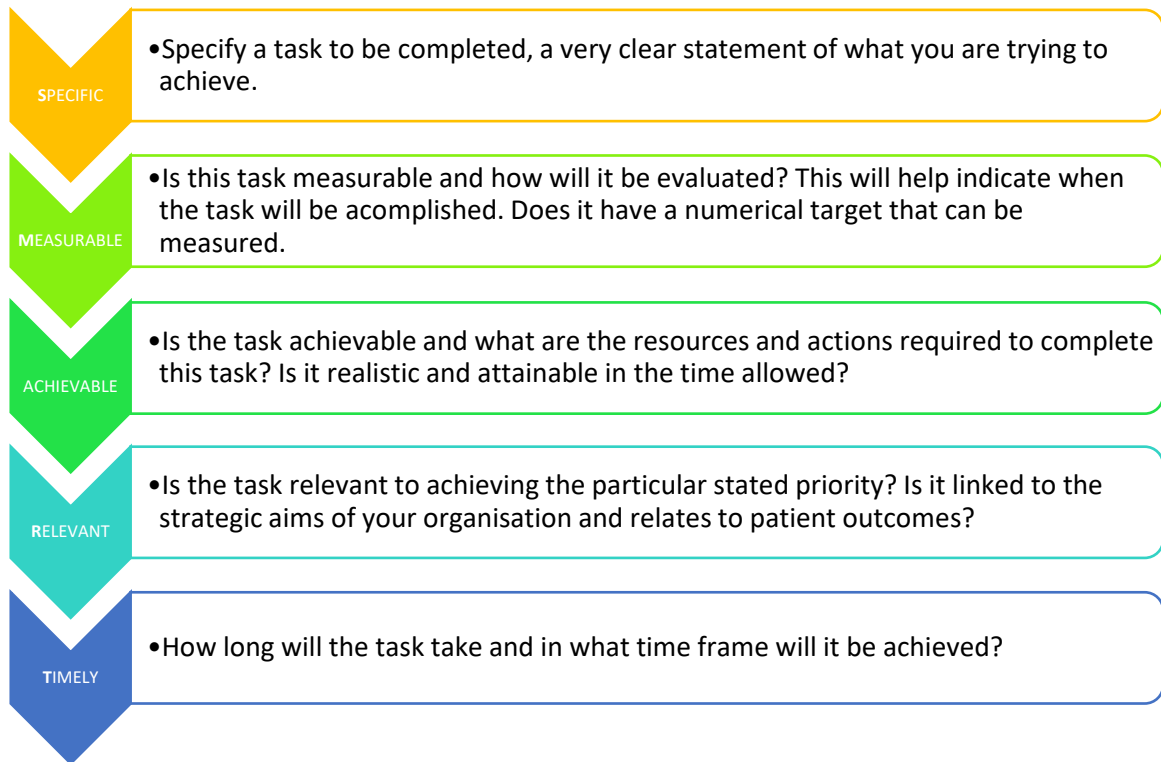 SPECIFIC
•Specify a task to be completed, a very clear statement of what you are trying to
achieve.
MEASURABLE
•Is this task measurable and how will it be evaluated? This will help indicate when
the task will be acomplished. Does it have a numerical target that can be
measured.
ACHIEVABLE
•Is the task achievable and what are the resources and actions required to complete
this task? Is it realistic and attainable in the time allowed?
RELEVANT
•Is the task relevant to achieving the particular stated priority? Is it linked to the
strategic aims of your organisation and relates to patient outcomes?
TIMELY
•How long will the task take and in what time frame will it be achieved?